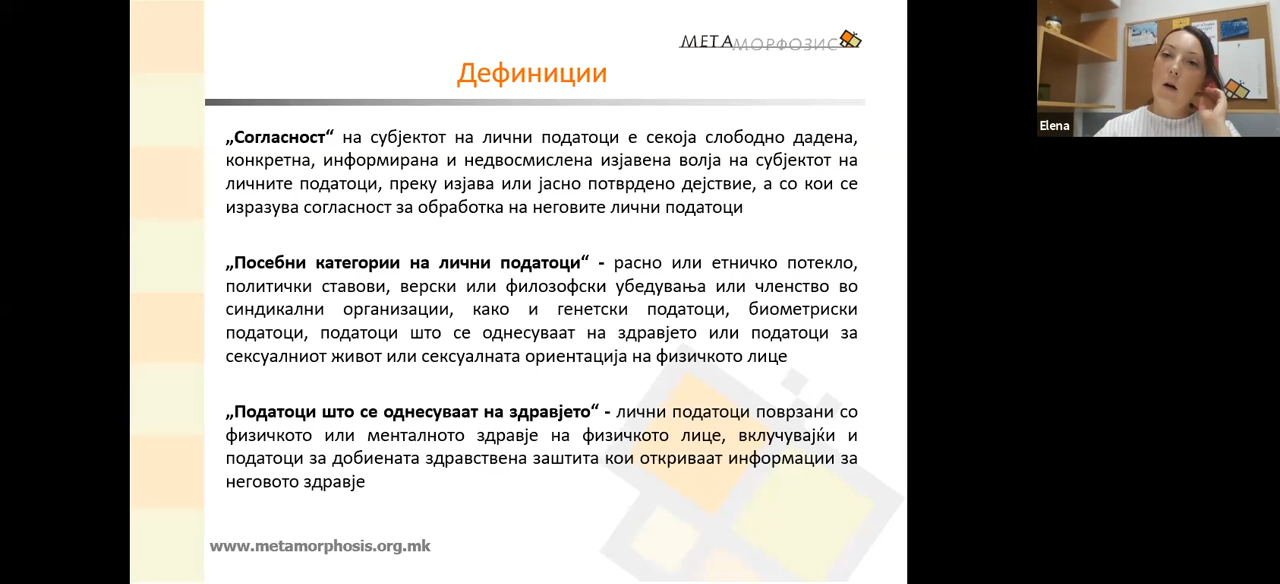 МЕТАМОРФОЗИС
Дефиниции
„Согласност“ на субјектот на лични податоци е секоја слободно дадена,
конкретна, информирана и недвосмислена изјавена волја на субјектот на
личните податоци, преку изјава или јасно потврдено дејствие, а со кои се
изразува согласност за обработка на неговите лични податоци
„Посебни категории на лични податоци“ - расно или етничко потекло,
политички ставови, верски или филозофски убедувања или членство во
синдикални организации, како и генетски податоци, биометриски
податоци, податоци што се однесуваат на здравјето или податоци за
сексуалниот живот или сексуалната ориентација на физичкото лице
„Податоци што се однесуваат на здравјето“ - лични податоци поврзани со
физичкото или менталното здравје на физичкото лице, вклучувајќи и
податоци за добиената здравствена заштита кои откриваат информации за
неговото здравје
www.metamorphosis.org.mk
Elena